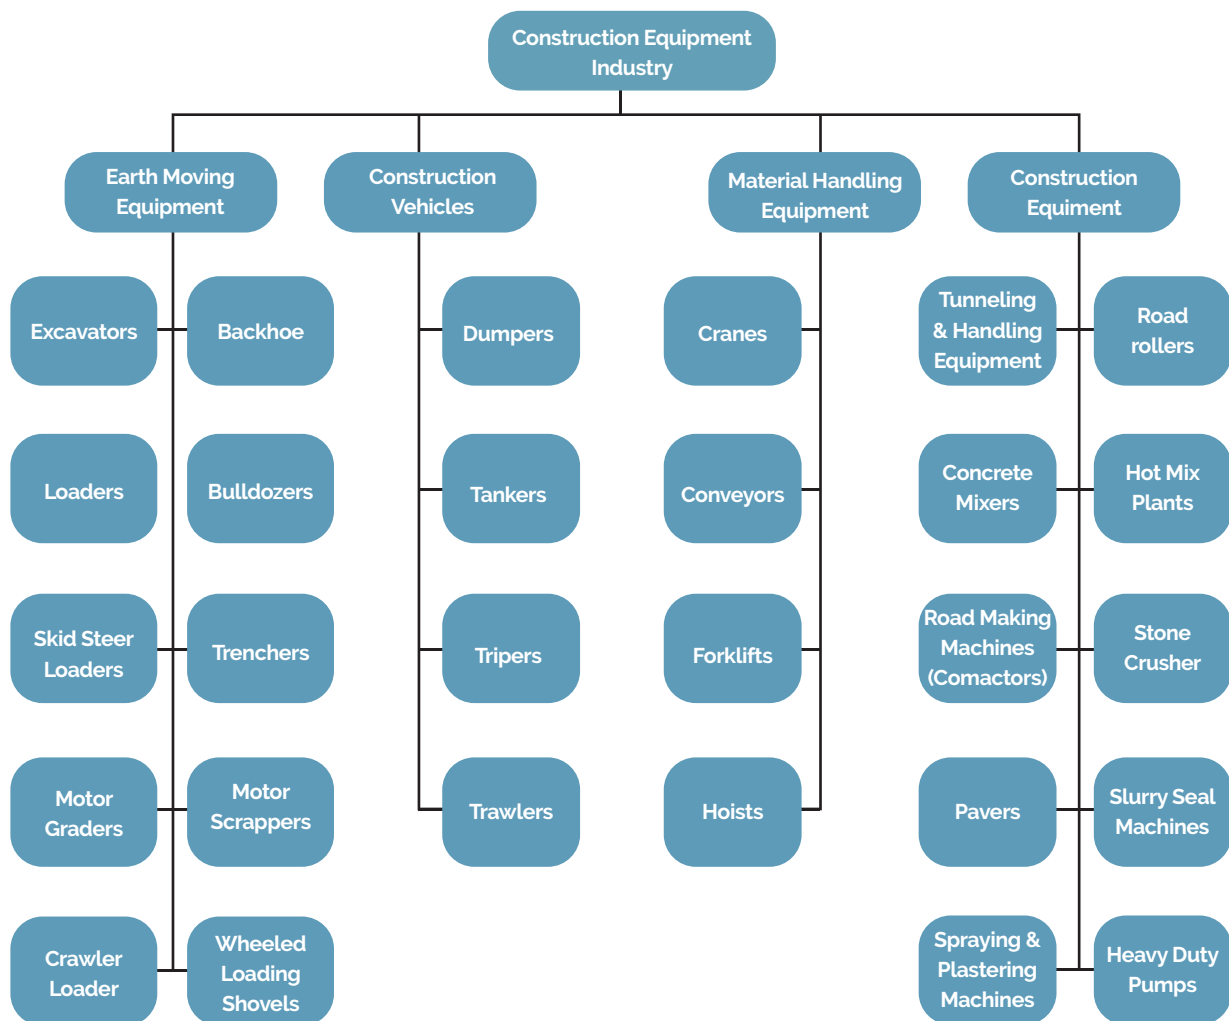 Construction Equipment
Industry
Earth Moving
Equipment
Construction
Vehicles
Material Handling
Equipment
Construction
Equiment
Excavators
Backhoe
Dumpers
Cranes
Tunneling
& Handling
Equipment
Road
rollers
Loaders
Bulldozers
Tankers
Conveyors
Concrete
Mixers
Hot Mix
Plants
Skid Steer
Loaders
Trenchers
Tripers
Forklifts
Road Making
Machines
(Comactors)
Stone
Crusher
Motor
Graders
Motor
Scrappers
Trawlers
Hoists
Pavers
Slurry Seal
Machines
Crawler
Loader
Wheeled
Loading
Shovels
Spraying &
Plastering
Machines
Heavy Duty
Pumps